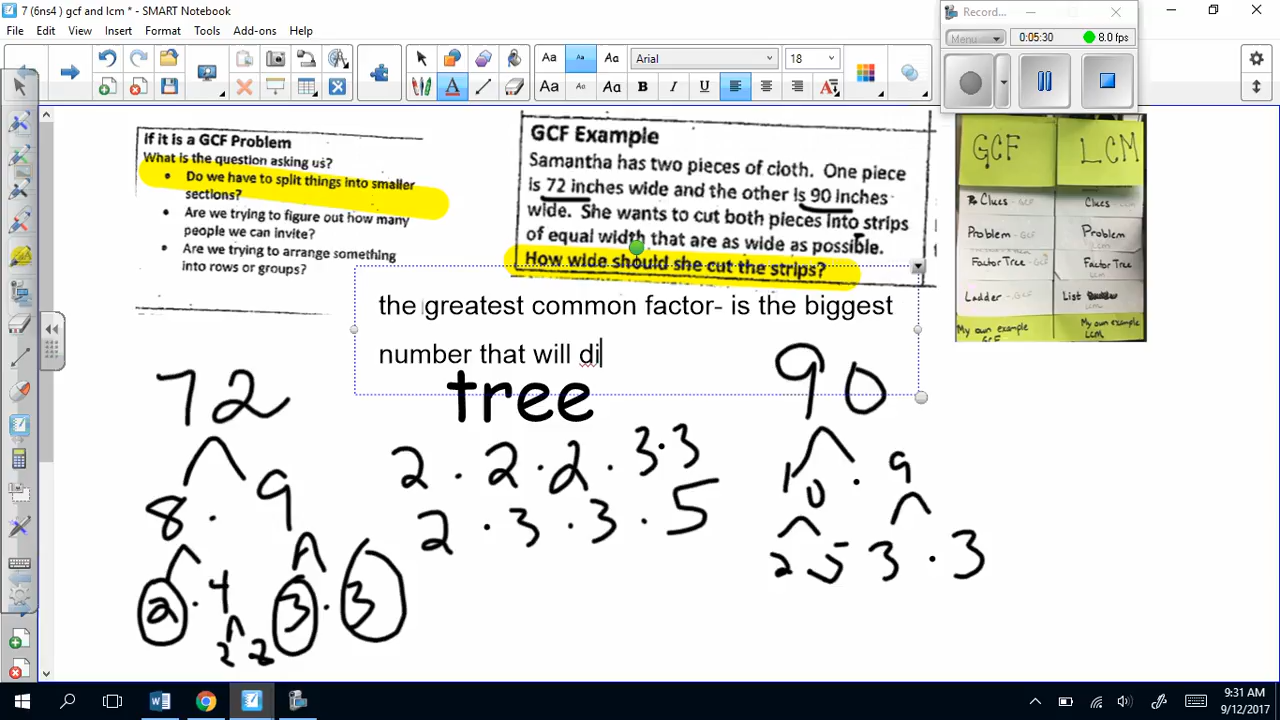 7 (6ns4 ) gcf and lcm * - SMART Notebook
Record...
File Edit View Insert Format Tools Add-ons Help
Menu 0:05:30 8.0 fps
Arial 18
B I U
If it is a GCF Problem
What is the question asking us?
• Do we have to split things into smaller
sections?
• Are we trying to figure out how many
people we can invite?
• Are we trying to arrange something
into rows or groups?
GCF Example
Samantha has two pieces of cloth. One piece
is 72 inches wide and the other is 90 inches
wide. She wants to cut both pieces into strips
of equal width that are as wide as possible.
How wide should she cut the strips?
GCF LCM
Clues - GCF Clues
LCM
Problem - GCF Problem
LCM
Factor Tree - GCF Factor Tree
LCM
Ladder - GCF List
My own example My own example
GCF LCM
the greatest common factor- is the biggest
number that will di
tree
72 90
2 . 2 . 2 . 3 . 3
8 . 9 10 . 9
2 . 3 . 3 . 5
2 . 4 3 . 3 2 . 5 3 . 3
2 2
9:31 AM
9/12/2017